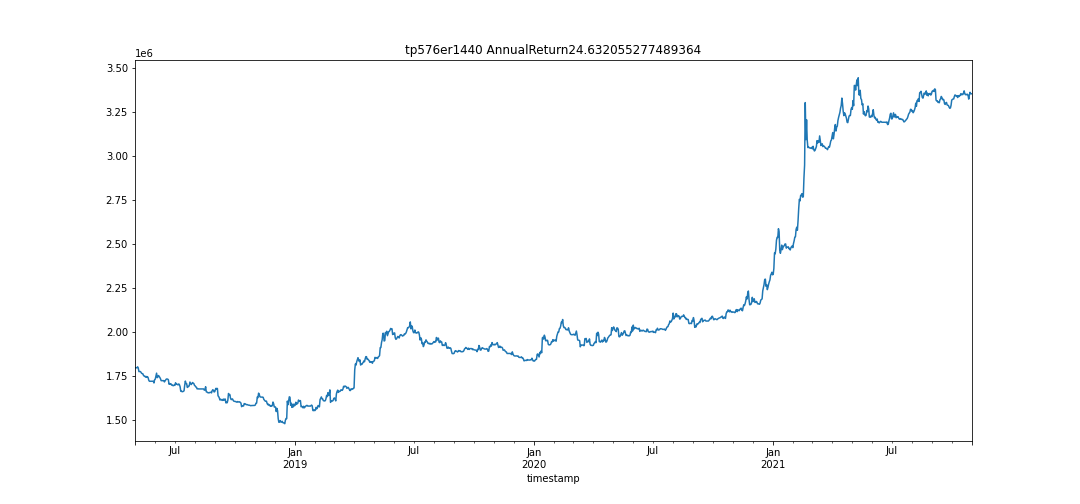 tp576er1440 AnnualReturn24.632055277489364
1e6
3.50
3.25
3.00
2.75
2.50
2.25
2.00
1.75
1.50
Jul Jan Jul Jan Jul Jan Jul
2019 2020 2021
timestamp